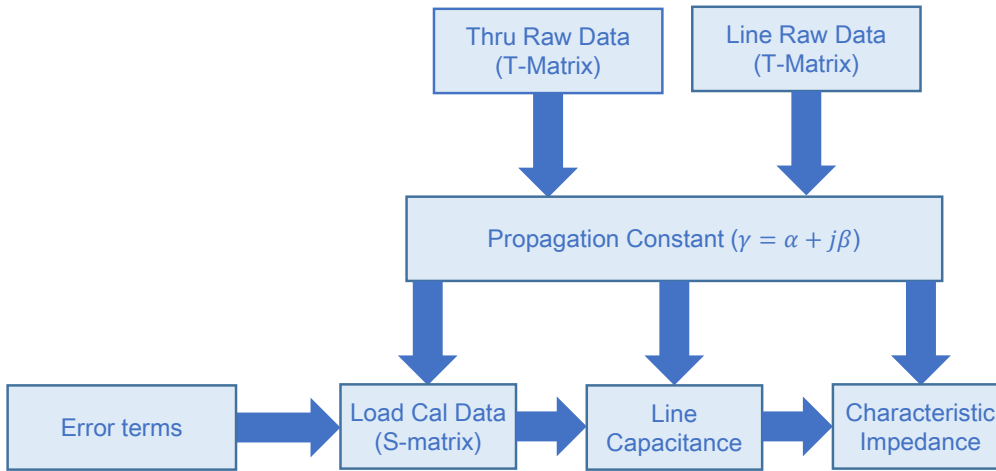 Thru Raw Data
(T-Matrix)
Line Raw Data
(T-Matrix)
Propagation Constant (𝛾 = 𝛼 + 𝑗𝛽)
Error terms
Load Cal Data
(S-matrix)
Line
Capacitance
Characteristic
Impedance